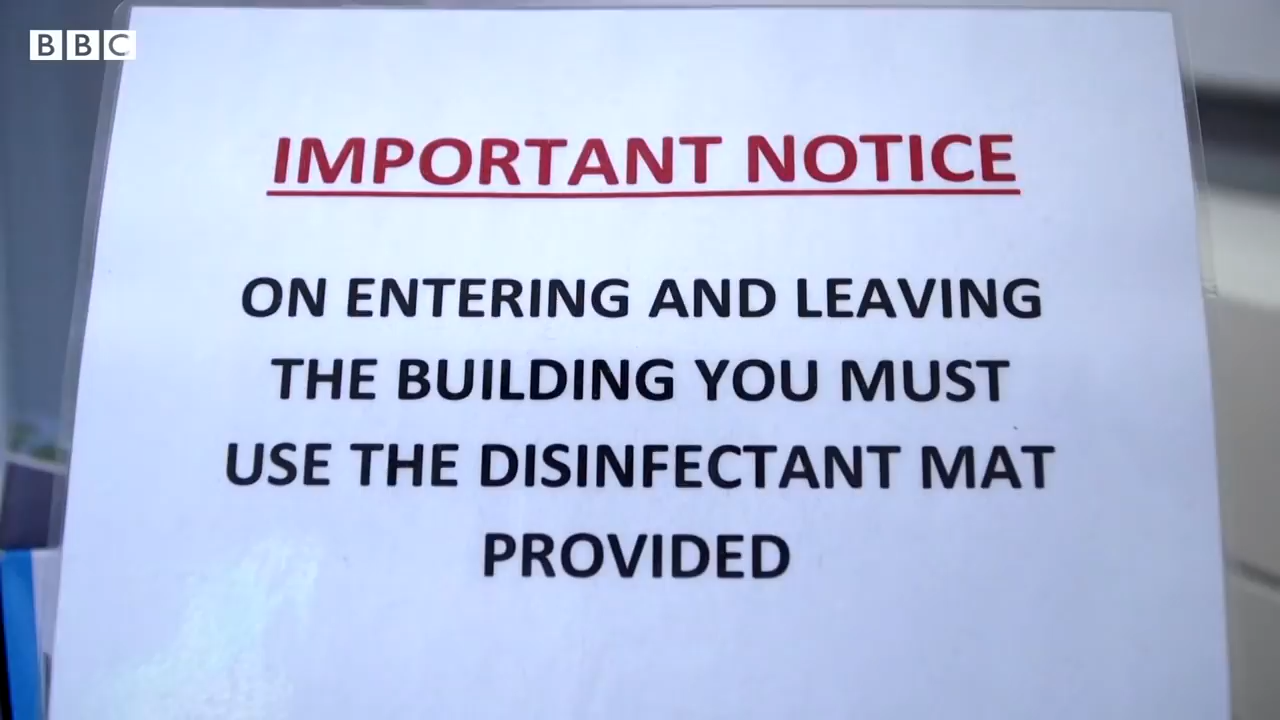 BBC
IMPORTANT NOTICE
ON ENTERING AND LEAVING
THE BUILDING YOU MUST
USE THE DISINFECTANT MAT
PROVIDED